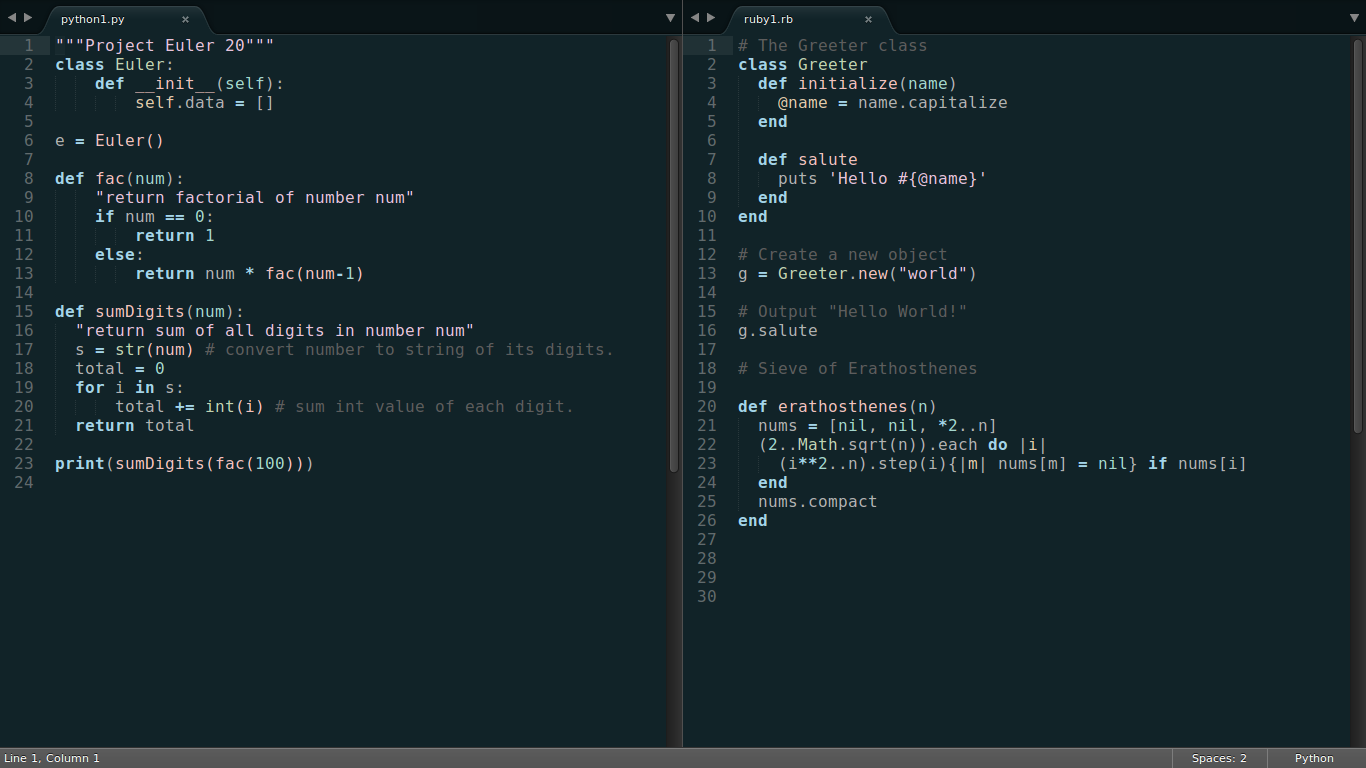 python1.py ×
1 """Project Euler 20"""
2 class Euler:
3     def __init__(self):
4         self.data = []
5
6 e = Euler()
7
8 def fac(num):
9     "return factorial of number num"
10     if num == 0:
11         return 1
12     else:
13         return num * fac(num-1)
14
15 def sumDigits(num):
16   "return sum of all digits in number num"
17   s = str(num) # convert number to string of its digits.
18   total = 0
19   for i in s:
20       total += int(i) # sum int value of each digit.
21   return total
22
23 print(sumDigits(fac(100)))
24
ruby1.rb ×
1 # The Greeter class
2 class Greeter
3   def initialize(name)
4     @name = name.capitalize
5   end
6
7   def salute
8     puts 'Hello #{@name}'
9   end
10 end
11
12 # Create a new object
13 g = Greeter.new("world")
14
15 # Output "Hello World!"
16 g.salute
17
18 # Sieve of Erathosthenes
19
20 def erathosthenes(n)
21   nums = [nil, nil, *2..n]
22   (2..Math.sqrt(n)).each do |i|
23     (i**2..n).step(i){|m| nums[m] = nil} if nums[i]
24   end
25   nums.compact
26 end
27
28
29
30
Line 1, Column 1
Spaces: 2
Python